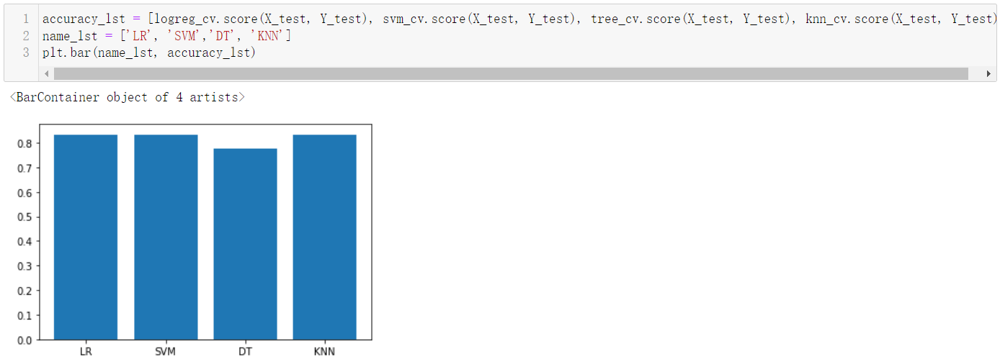 1 accuracy_lst = [logreg_cv.score(X_test, Y_test), svm_cv.score(X_test, Y_test), tree_cv.score(X_test, Y_test), knn_cv.score(X_test, Y_test)
2 name_lst = ['LR', 'SVM','DT', 'KNN']
3 plt.bar(name_lst, accuracy_lst)
<BarContainer object of 4 artists>
0.8
0.7
0.6
0.5
0.4
0.3
0.2
0.1
0.0
LR SVM DT KNN